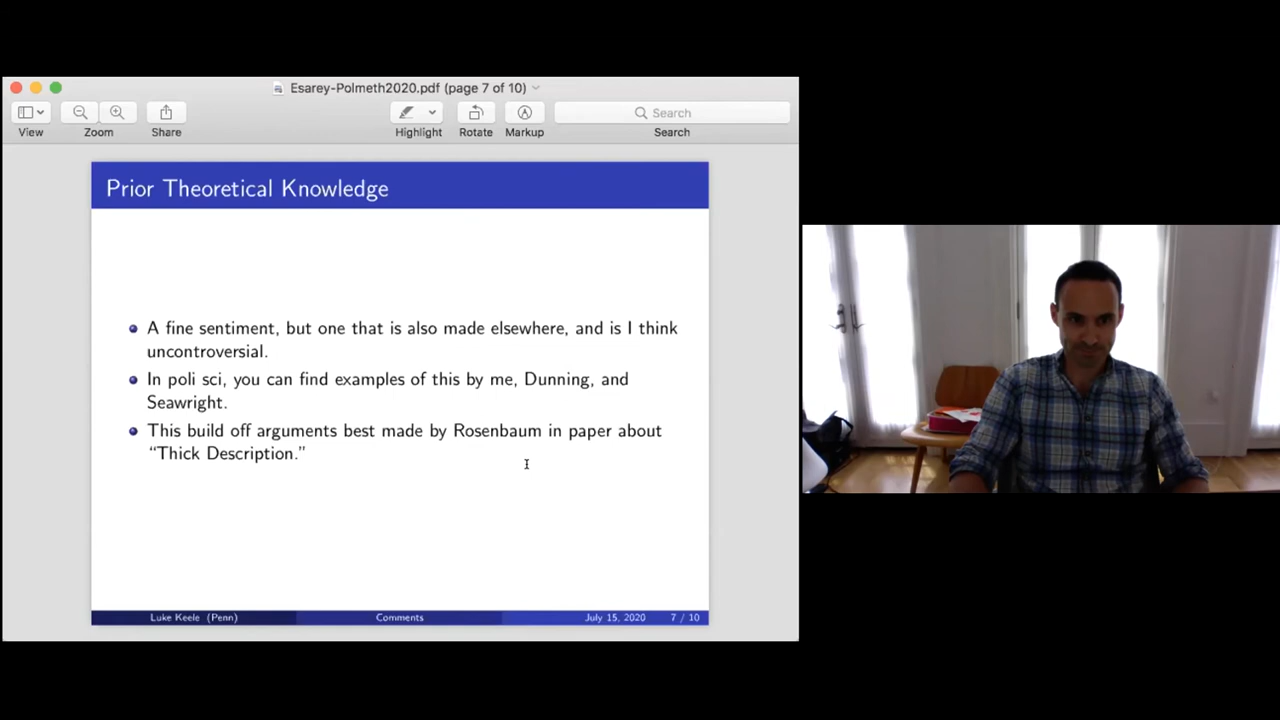 Esarey-Polmeth2020.pdf (page 7 of 10)
View
Zoom
Share
Highlight
Rotate
Markup
Search
Search
Prior Theoretical Knowledge
A fine sentiment, but one that is also made elsewhere, and is I think
uncontroversial.
In poli sci, you can find examples of this by me, Dunning, and
Seawright.
This build off arguments best made by Rosenbaum in paper about
“Thick Description.”
Luke Keele (Penn)
Comments
July 15, 2020
7 / 10